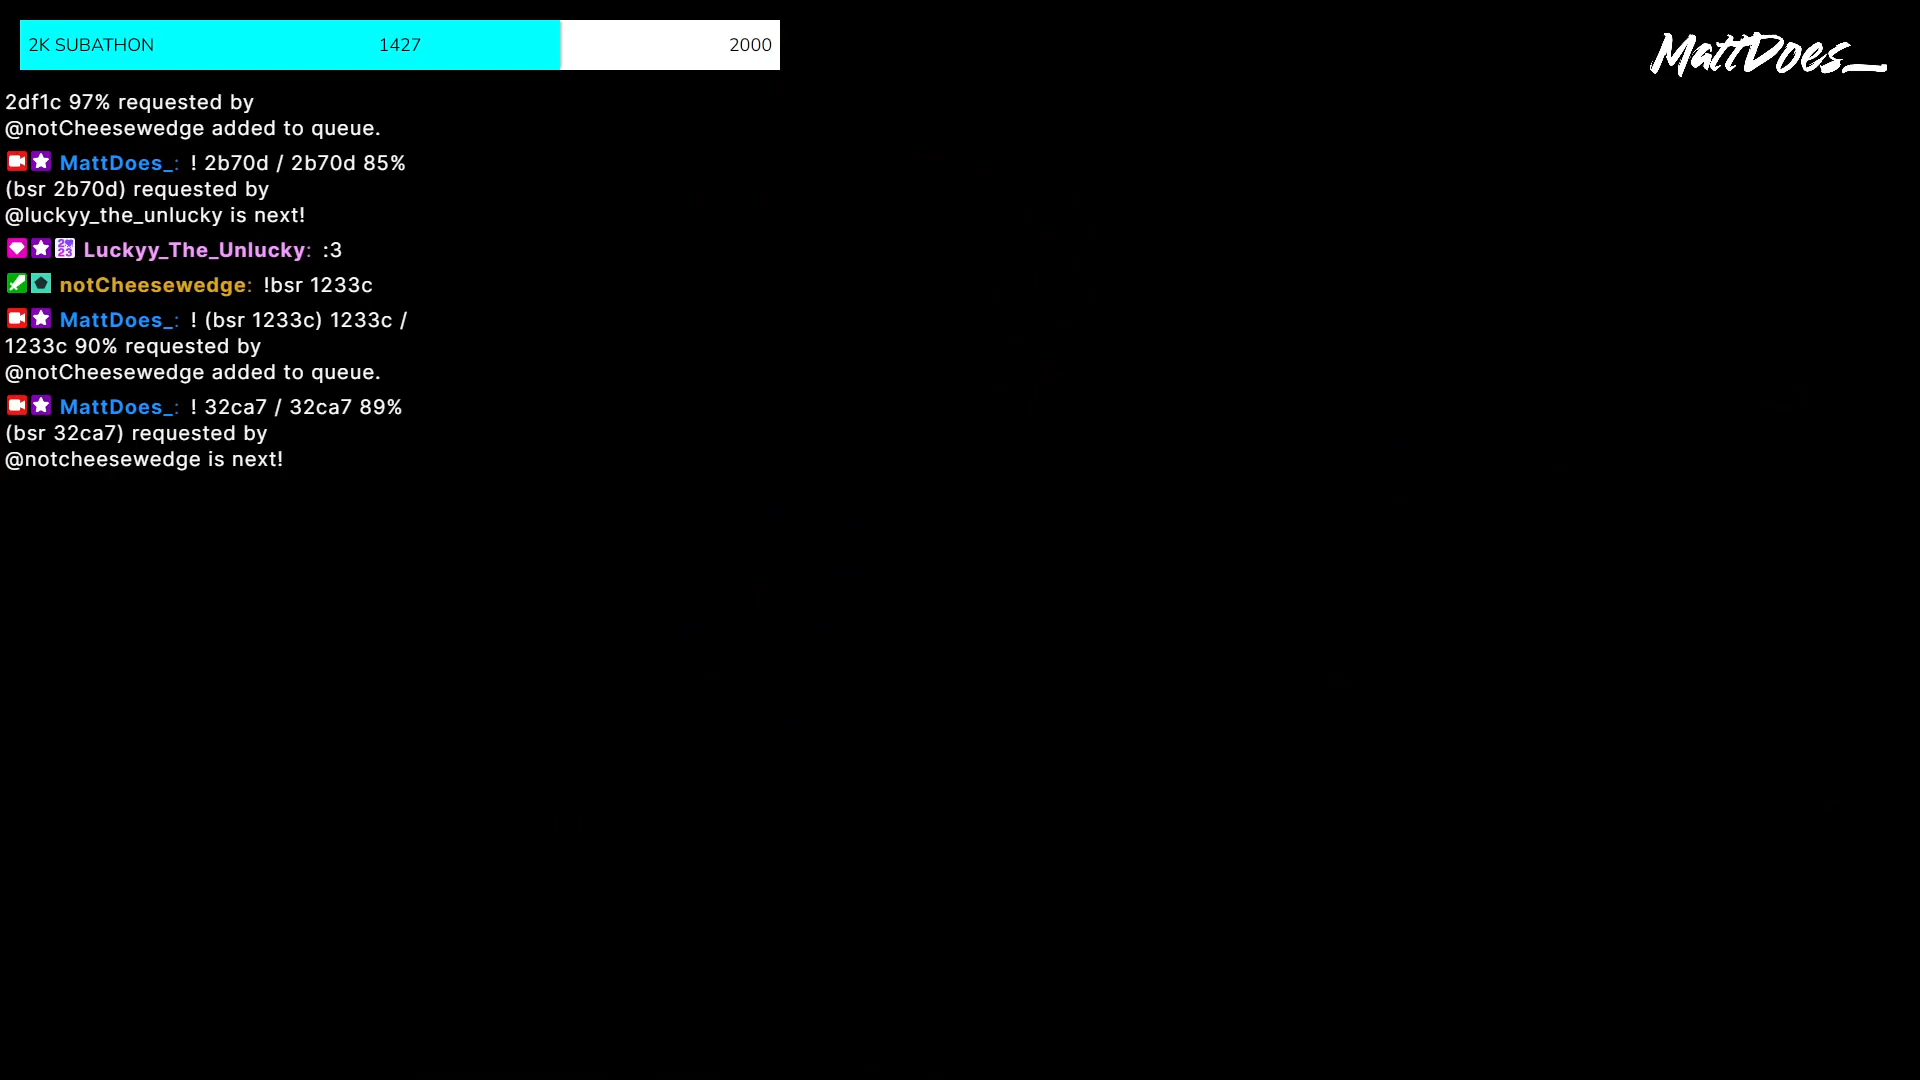 2K SUBATHON 1427 2000
MattDoes_
2df1c 97% requested by
@notCheesewedge added to queue.
MattDoes_: ! 2b70d / 2b70d 85%
(bsr 2b70d) requested by
@luckyy_the_unlucky is next!
Luckyy_The_Unlucky: :3
notCheesewedge: !bsr 1233c
MattDoes_: ! (bsr 1233c) 1233c /
1233c 90% requested by
@notCheesewedge added to queue.
MattDoes_: ! 32ca7 / 32ca7 89%
(bsr 32ca7) requested by
@notcheesewedge is next!